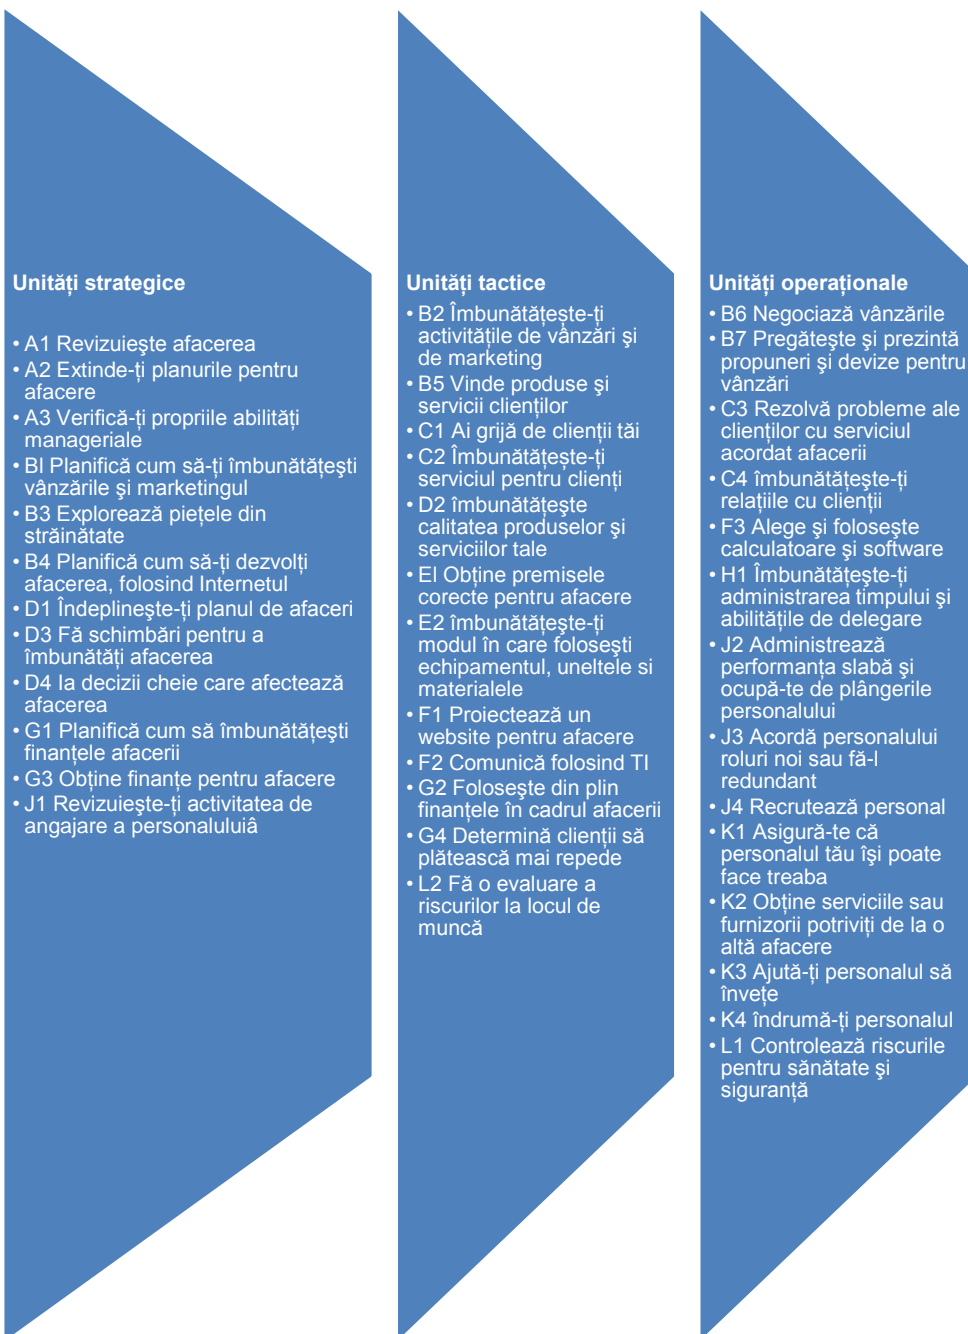 Unități strategice
• A1 Revizuieşte afacerea
• A2 Extinde-ți planurile pentru
afacere
• A3 Verifică-ți propriile abilități
manageriale
• Bl Planifică cum să-ți îmbunătățeşti
vânzările şi marketingul
• B3 Explorează piețele din
străinătate
• B4 Planifică cum să-ți dezvolți
afacerea, folosind Internetul
• D1 Îndeplineşte-ți planul de afaceri
• D3 Fă schimbări pentru a
îmbunătăți afacerea
• D4 Ia decizii cheie care afectează
afacerea
• G1 Planifică cum să îmbunătățeşti
finanțele afacerii
• G3 Obține finanțe pentru afacere
• J1 Revizuieşte-ți activitatea de
angajare a personaluluiâ
Unități tactice
• B2 Îmbunătățește-ți
activitățile de vânzări şi
de marketing
• B5 Vinde produse şi
servicii clienților
• C1 Ai grijă de clienții tăi
• C2 Îmbunătățește-ți
serviciul pentru clienți
• D2 îmbunătățeşte
calitatea produselor şi
serviciilor tale
• El Obține premisele
corecte pentru afacere
• E2 îmbunătățeşte-ți
modul în care foloseşti
echipamentul, uneltele si
materialele
• F1 Proiectează un
website pentru afacere
• F2 Comunică folosind TI
• G2 Foloseşte din plin
finanțele în cadrul afacerii
• G4 Determină clienții să
plătească mai repede
• L2 Fă o evaluare a
riscurilor la locul de
muncă
Unități operaționale
• B6 Negociază vânzările
• B7 Pregăteşte şi prezintă
propuneri şi devize pentru
vânzări
• C3 Rezolvă probleme ale
clienților cu serviciul
acordat afacerii
• C4 îmbunătățeşte-ți
relațiile cu clienții
• F3 Alege şi foloseşte
calculatoare şi software
• H1 Îmbunătățeşte-ți
administrarea timpului şi
abilitățile de delegare
• J2 Administrează
performanța slabă şi
ocupă-te de plângerile
personalului
• J3 Acordă personalului
roluri noi sau fă-l
redundant
• J4 Recrutează personal
• K1 Asigură-te că
personalul tău îşi poate
face treaba
• K2 Obține serviciile sau
furnizorii potriviți de la o
altă afacere
• K3 Ajută-ți personalul să
învețe
• K4 îndrumă-ți personalul
• L1 Controlează riscurile
pentru sănătate şi
siguranță